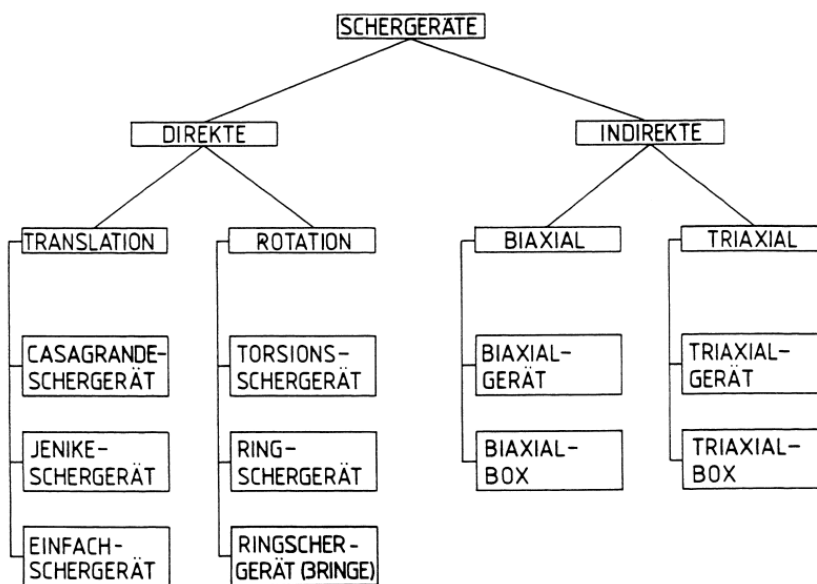 SCHERGERÄTE
DIREKTE
INDIREKTE
TRANSLATION
ROTATION
BIAXIAL
TRIAXIAL
CASAGRANDE-
SCHERGERÄT
TORSIONS-
SCHERGERÄT
BIAXIAL-
GERÄT
TRIAXIAL-
GERÄT
JENIKE-
SCHERGERÄT
RING-
SCHERGERÄT
BIAXIAL-
BOX
TRIAXIAL-
BOX
EINFACH-
SCHERGERÄT
RINGSCHER-
GERÄT (3RINGE)